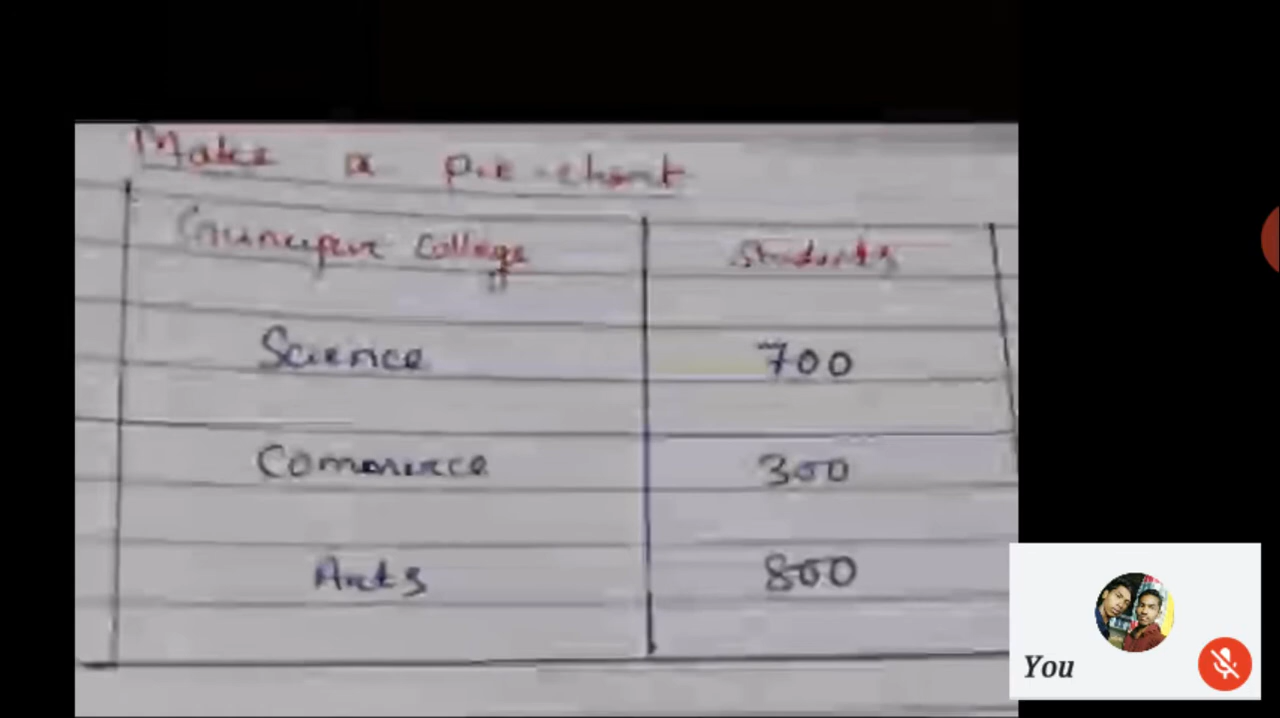 Make a Pie-chart
College Students
Science 700
Commerce 300
Arts 800
You